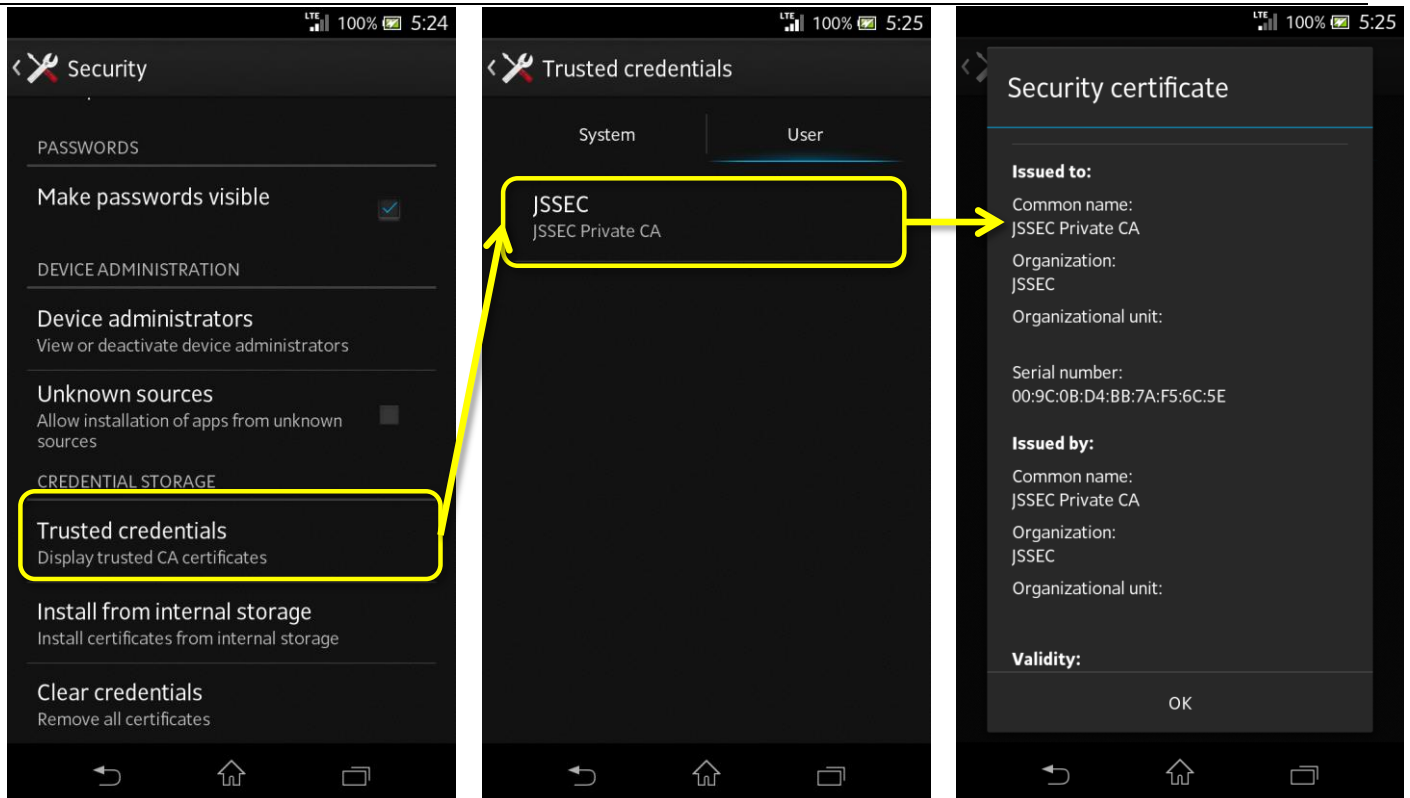 LTE 100% 5:24
Security
PASSWORDS
Make passwords visible
DEVICE ADMINISTRATION
Device administrators
View or deactivate device administrators
Unknown sources
Allow installation of apps from unknown
sources
CREDENTIAL STORAGE
Trusted credentials
Display trusted CA certificates
Install from internal storage
Install certificates from internal storage
Clear credentials
Remove all certificates
LTE 100% 5:25
Trusted credentials
System User
JSSEC
JSSEC Private CA
LTE 100% 5:25
Security certificate
Issued to:
Common name:
JSSEC Private CA
Organization:
JSSEC
Organizational unit:
Serial number:
00:9C:0B:D4:BB:7A:F5:6C:5E
Issued by:
Common name:
JSSEC Private CA
Organization:
JSSEC
Organizational unit:
Validity:
OK